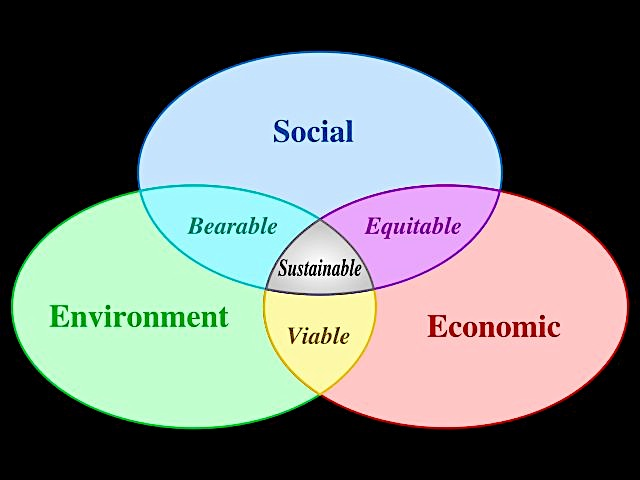 Social
Bearable
Equitable
Sustainable
Environment
Viable
Economic